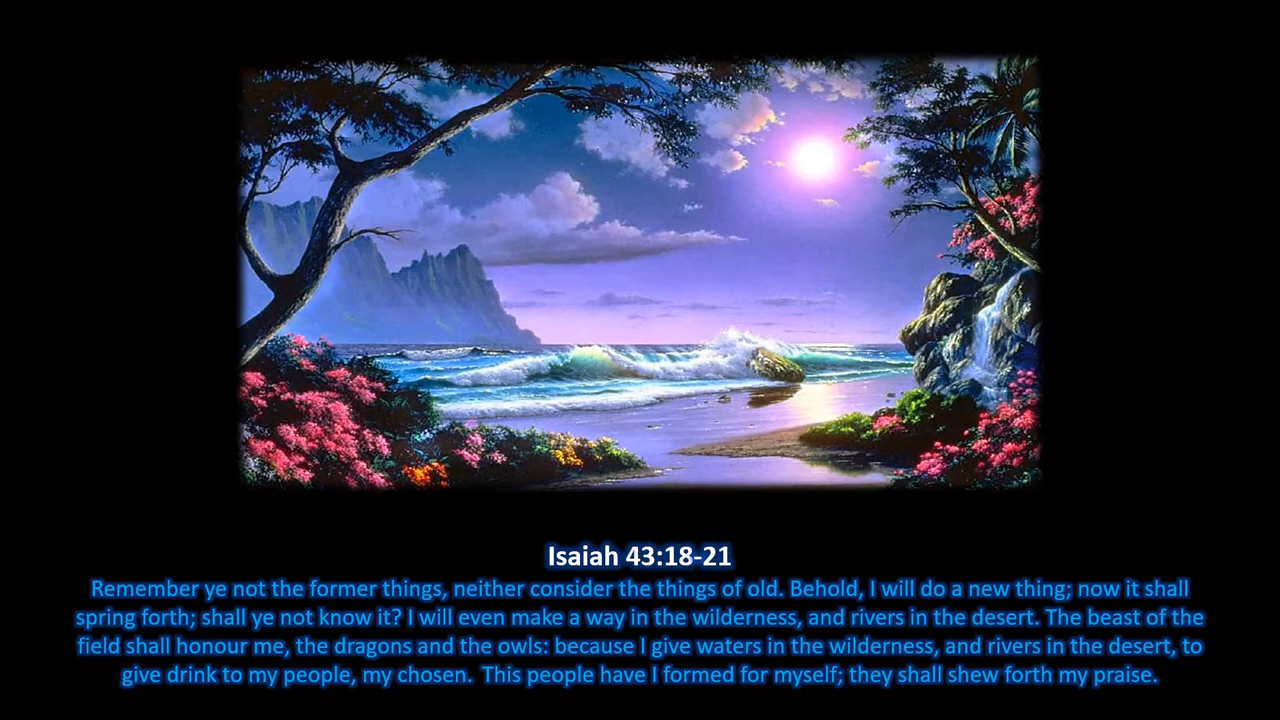 Isaiah 43:18-21
Remember ye not the former things, neither consider the things of old. Behold, I will do a new thing; now it shall
spring forth; shall ye not know it? I will even make a way in the wilderness, and rivers in the desert. The beast of the
field shall honour me, the dragons and the owls: because I give waters in the wilderness, and rivers in the desert, to
give drink to my people, my chosen.  This people have I formed for myself; they shall shew forth my praise.